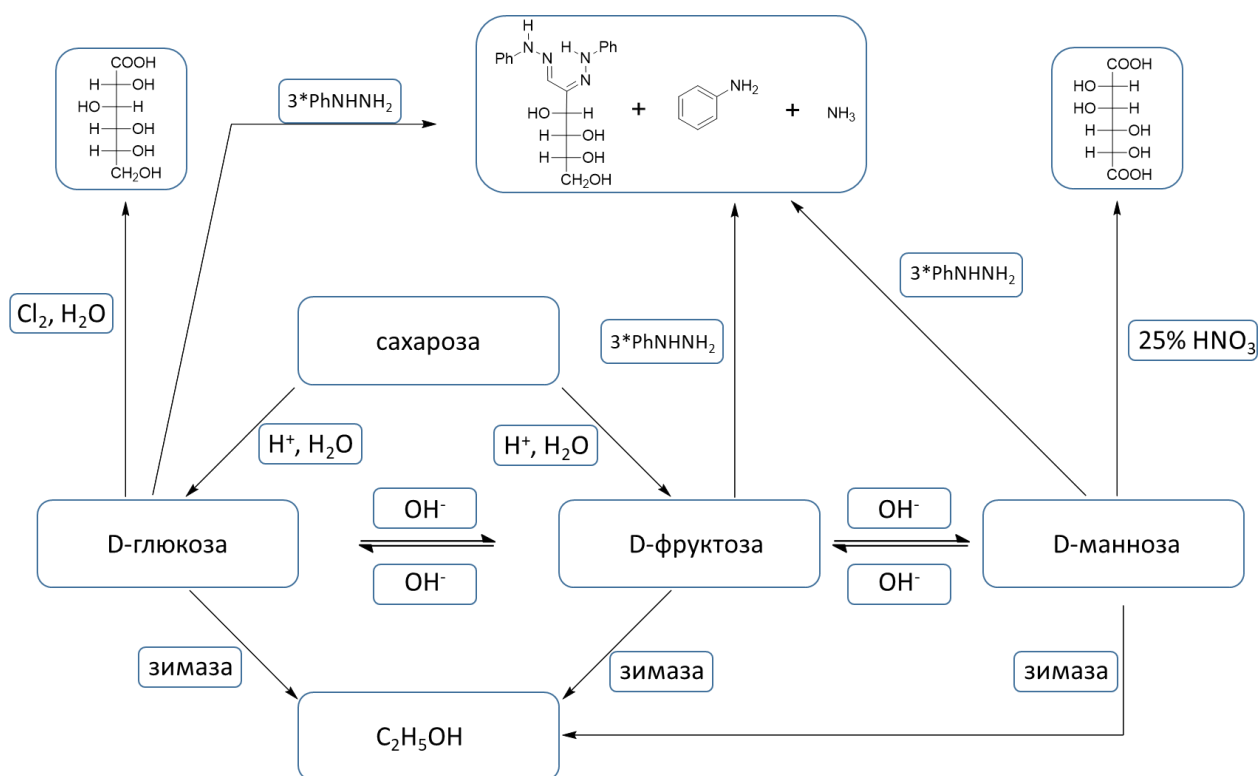 COOH
H OH
HO H
H OH
H OH
CH₂OH
3*PhNHNH₂
H
Ph N N
H N Ph
N
HO H
H OH
H OH
CH₂OH
+
NH₂
+
NH₃
COOH
HO H
HO H
H OH
H OH
COOH
Cl₂, H₂O
сахароза
3*PhNHNH₂
3*PhNHNH₂
25% HNO₃
H⁺, H₂O
H⁺, H₂O
D-глюкоза
OH⁻
OH⁻
D-фруктоза
OH⁻
OH⁻
D-манноза
зимаза
зимаза
зимаза
C₂H₅OH